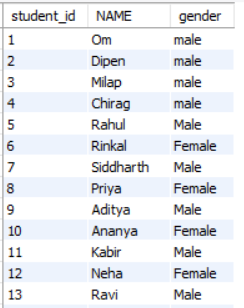 student_id NAME gender
1 Om male
2 Dipen male
3 Milap male
4 Chirag male
5 Rahul Male
6 Rinkal Female
7 Siddharth Male
8 Priya Female
9 Aditya Male
10 Ananya Female
11 Kabir Male
12 Neha Female
13 Ravi Male